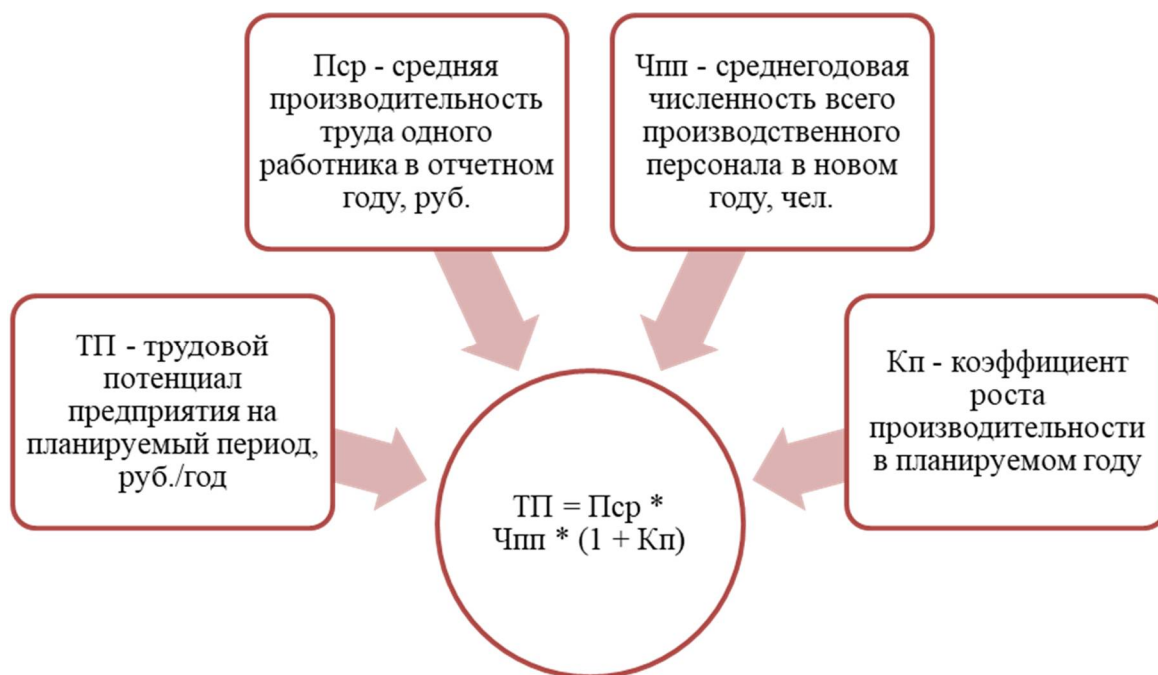 Пср - средняя
производительность
труда одного
работника в отчетном
году, руб.
Чпп - среднегодовая
численность всего
производственного
персонала в новом
году, чел.
ТП - трудовой
потенциал
предприятия на
планируемый период,
руб./год
Кп - коэффициент
роста
производительности
в планируемом году
ТП = Пср *
Чпп * (1 + Кп)